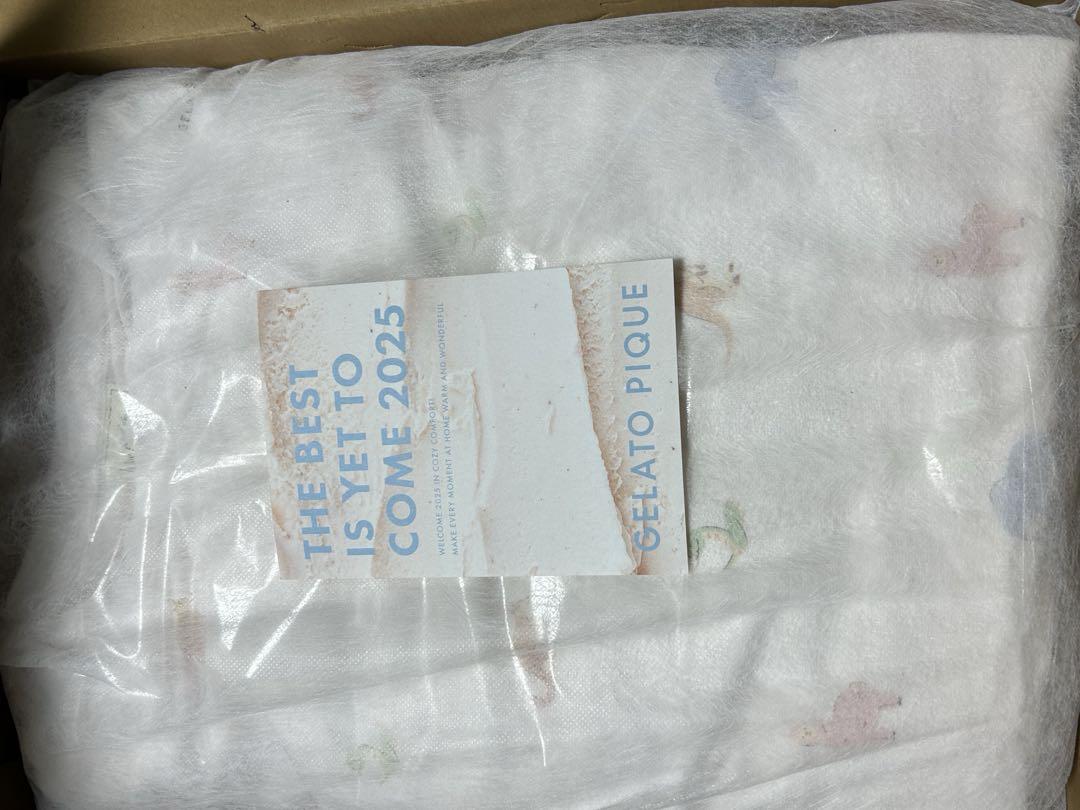 THE BEST
IS YET TO
COME 2025
WELCOME 2025 IN COZY COMFORT!
MAKE EVERY MOMENT AT HOME WARM AND WONDERFUL
GELATO PIQUE